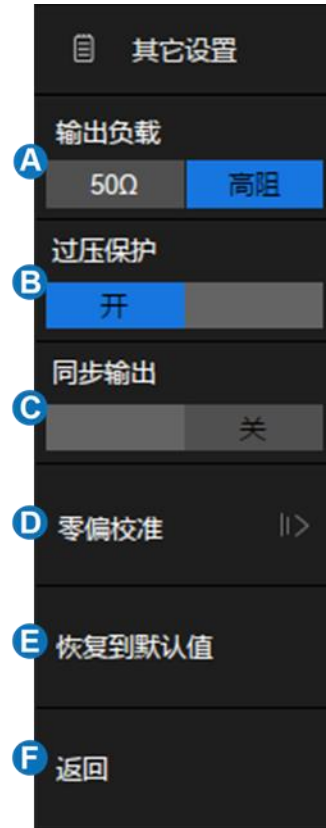 其它设置
输出负载
A
50Ω 高阻
过压保护
B
开
同步输出
C
关
D 零偏校准
E 恢复到默认值
F 返回